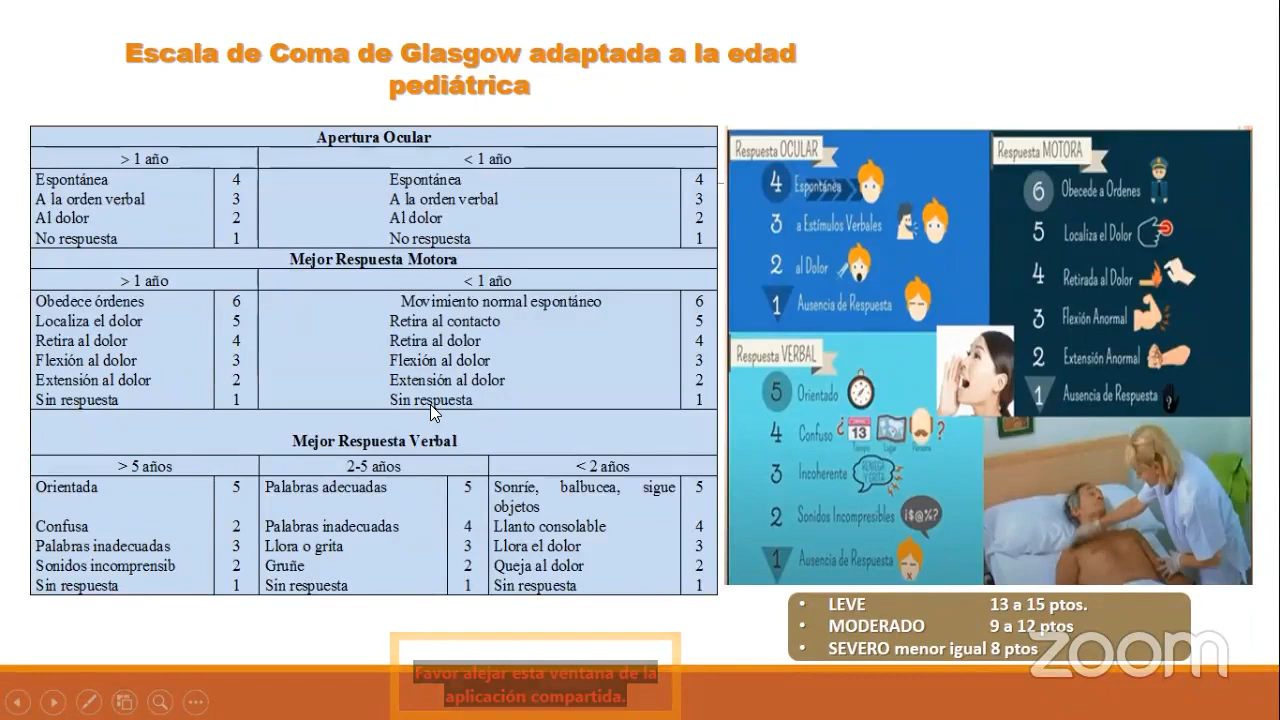 Escala de Coma de Glasgow adaptada a la edad
pediátrica
Apertura Ocular
> 1 año < 1 año
Espontánea 4 Espontánea 4
A la orden verbal 3 A la orden verbal 3
Al dolor 2 Al dolor 2
No respuesta 1 No respuesta 1
Mejor Respuesta Motora
> 1 año < 1 año
Obedece órdenes 6 Movimiento normal espontáneo 6
Localiza el dolor 5 Retira al contacto 5
Retira al dolor 4 Retira al dolor 4
Flexión al dolor 3 Flexión al dolor 3
Extensión al dolor 2 Extensión al dolor 2
Sin respuesta 1 Sin respuesta 1
Mejor Respuesta Verbal
> 5 años 2-5 años < 2 años
Orientada 5 Palabras adecuadas 5 Sonríe, balbucea, sigue 5
objetos
Confusa 2 Palabras inadecuadas 4 Llanto consolable 4
Palabras inadecuadas 3 Llora o grita 3 Llora el dolor 3
Sonidos incomprensib 2 Gruñe 2 Queja al dolor 2
Sin respuesta 1 Sin respuesta 1 Sin respuesta 1
Respuesta OCULAR
4 Espontánea
3 a Estímulos Verbales
2 al Dolor
1 Ausencia de Respuesta
Respuesta MOTORA
6 Obedece a Ordenes
5 Localiza el Dolor
4 Retirada al Dolor
3 Flexión Anormal
2 Extensión Anormal
1 Ausencia de Respuesta
Respuesta VERBAL
5 Orientado
4 Confuso ¿ 13 ?
Tiempo Lugar Persona
3 Incoherente
2 Sonidos Incompresibles ¡$@%?
1 Ausencia de Respuesta
• LEVE 13 a 15 ptos.
• MODERADO 9 a 12 ptos
• SEVERO menor igual 8 ptos
zoom
Favor alejar esta ventana de la
aplicación compartida.